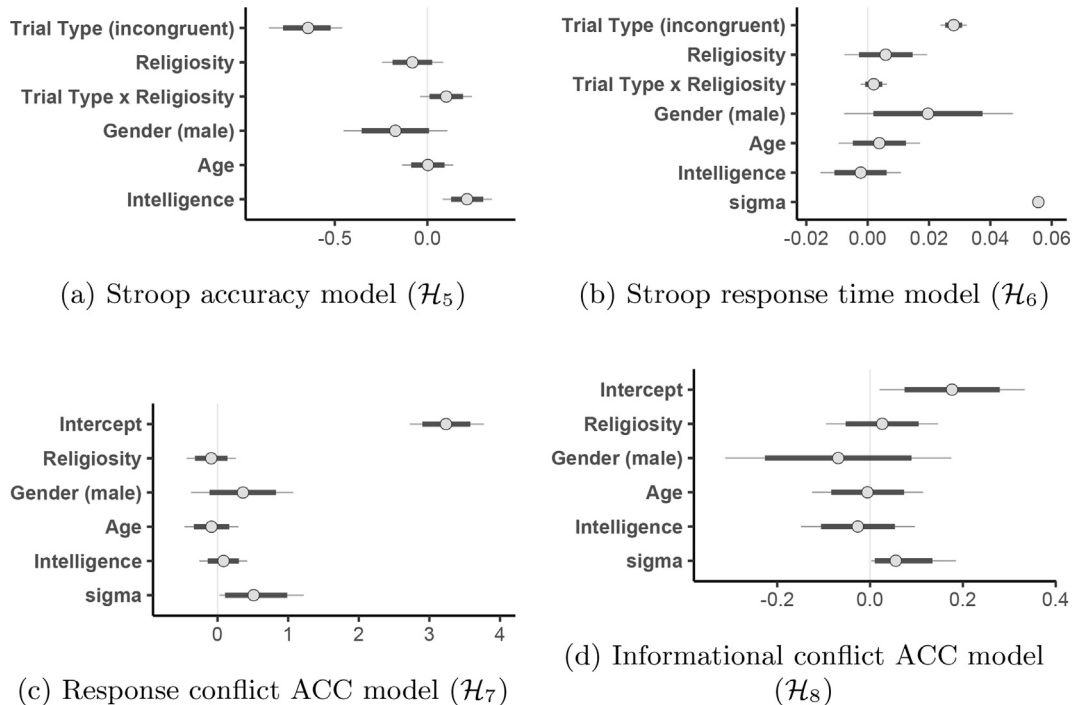 Trial Type (incongruent)
Religiosity
Trial Type x Religiosity
Gender (male)
Age
Intelligence
-0.5 0.0
(a) Stroop accuracy model (ℋ₅)
Trial Type (incongruent)
Religiosity
Trial Type x Religiosity
Gender (male)
Age
Intelligence
sigma
-0.02 0.00 0.02 0.04 0.06
(b) Stroop response time model (ℋ₆)
Intercept
Religiosity
Gender (male)
Age
Intelligence
sigma
0 1 2 3 4
(c) Response conflict ACC model (ℋ₇)
Intercept
Religiosity
Gender (male)
Age
Intelligence
sigma
-0.2 0.0 0.2 0.4
(d) Informational conflict ACC model
(ℋ₈)